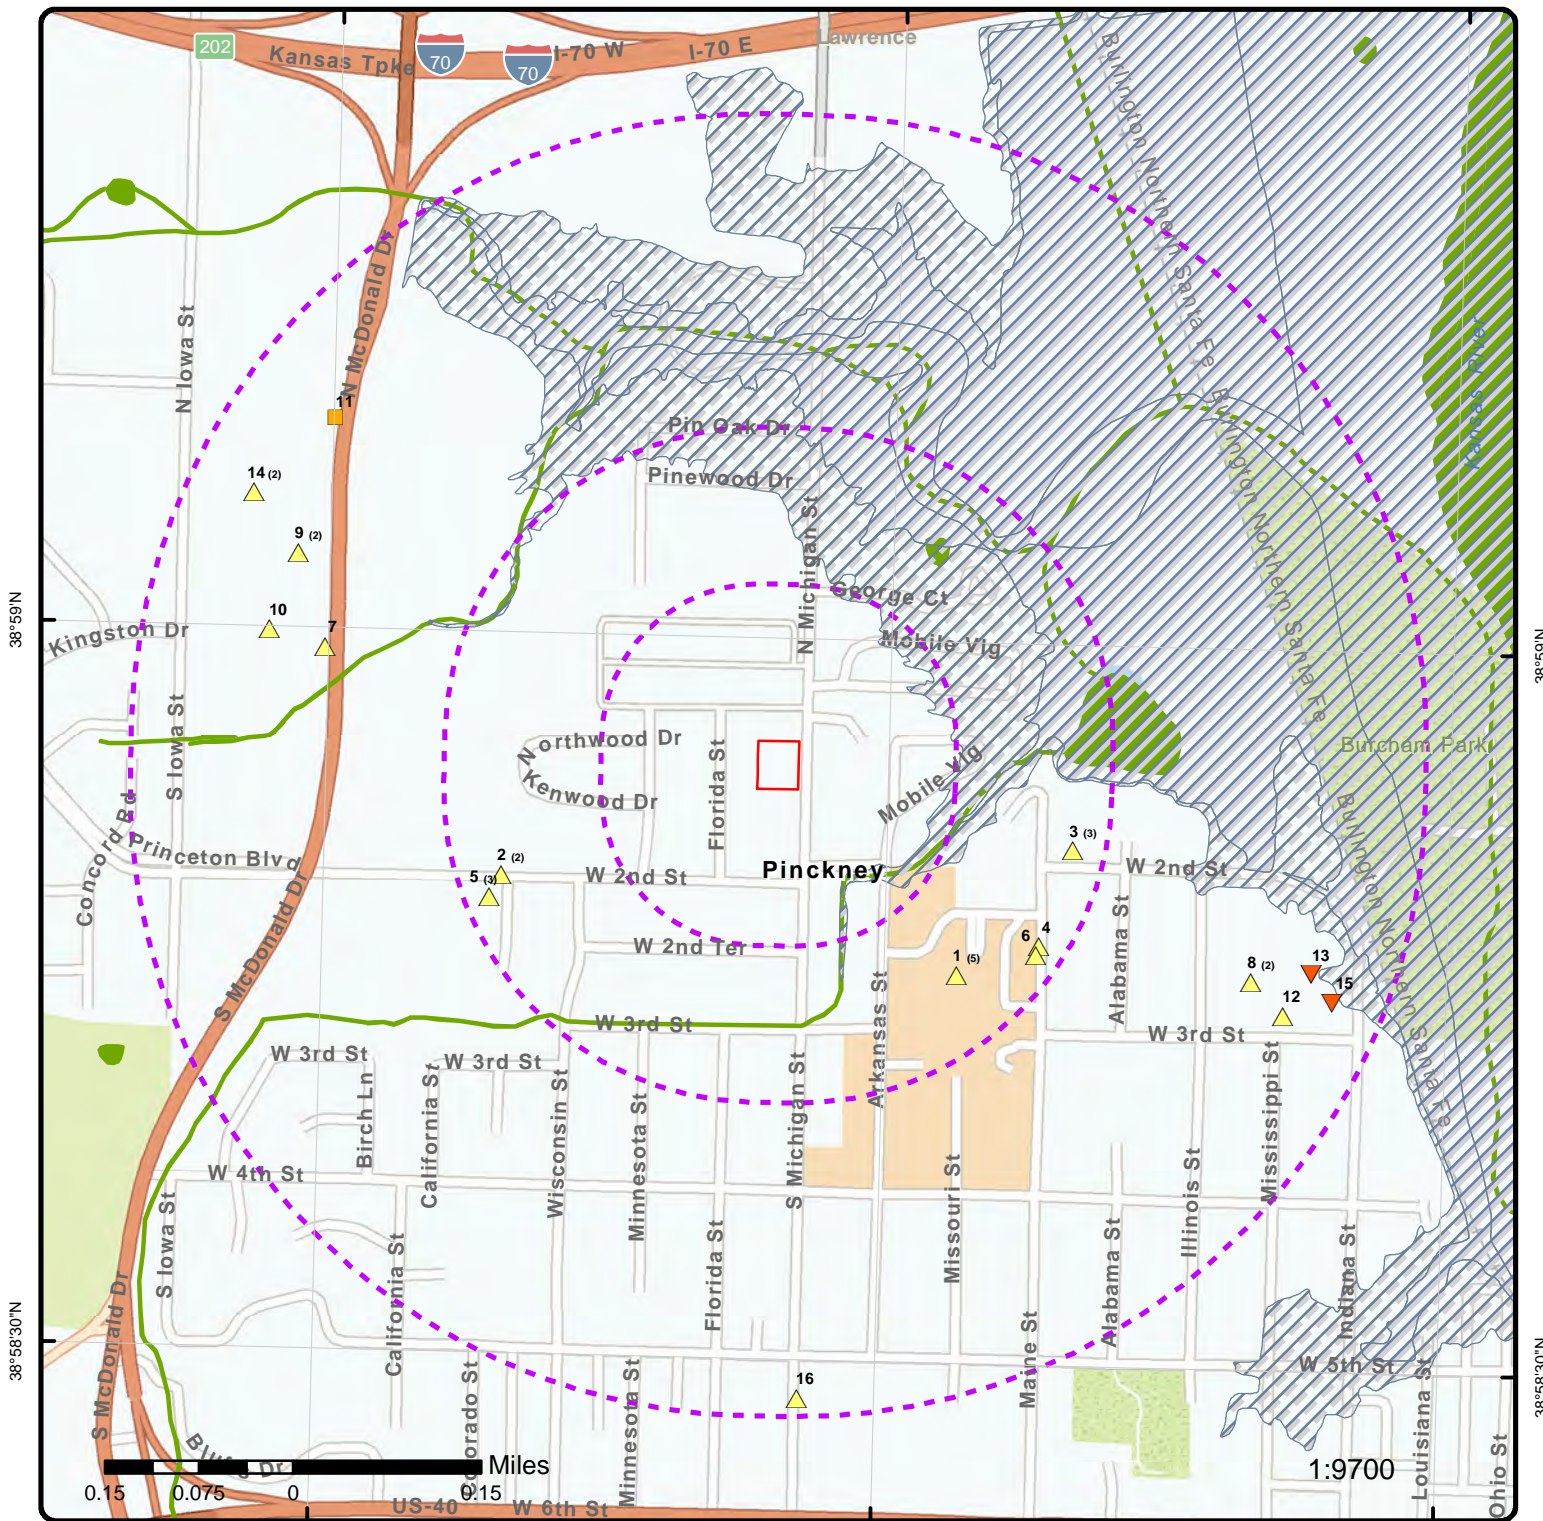 Lawrence
202
Kansas Tpke
70
70
I-70 W
I-70 E
Burlington Northern Santa Fe
N McDonald Dr
N Iowa St
Kansas River
11
Pin Oak Dr
Burlington Northern Santa Fe
14 (2)
Pinewood Dr
9 (2)
N Michigan St
George Ct
38°59'N
10
Kingston Dr
7
Mobile Vlg
38°59'N
S Iowa St
Northwood Dr
Florida St
Burcham Park
Kenwood Dr
Mobile Vlg
Concord Rd
Princeton Blvd
2 (2)
5 (3)
W 2nd St
Pinckney
3 (3)
W 2nd St
Burlington Northern Santa Fe
S McDonald Dr
W 2nd Ter
1 (5)
6
4
Alabama St
8 (2)
13
15
12
Arkansas St
W 3rd St
W 3rd St
W 3rd St
W 3rd St
Birch Ln
California St
Wisconsin St
Minnesota St
S Michigan St
Missouri St
Illinois St
Mississippi St
W 4th St
S Iowa St
California St
Florida St
Alabama St
Indiana St
38°58'30"N
S McDonald Dr
Maine St
W 5th St
38°58'30"N
Colorado St
Minnesota St
16
Louisiana St
Ohio St
Bluffs Dr
Miles
1:9700
0.15
0.075
0
0.15
US-40
W 6th St